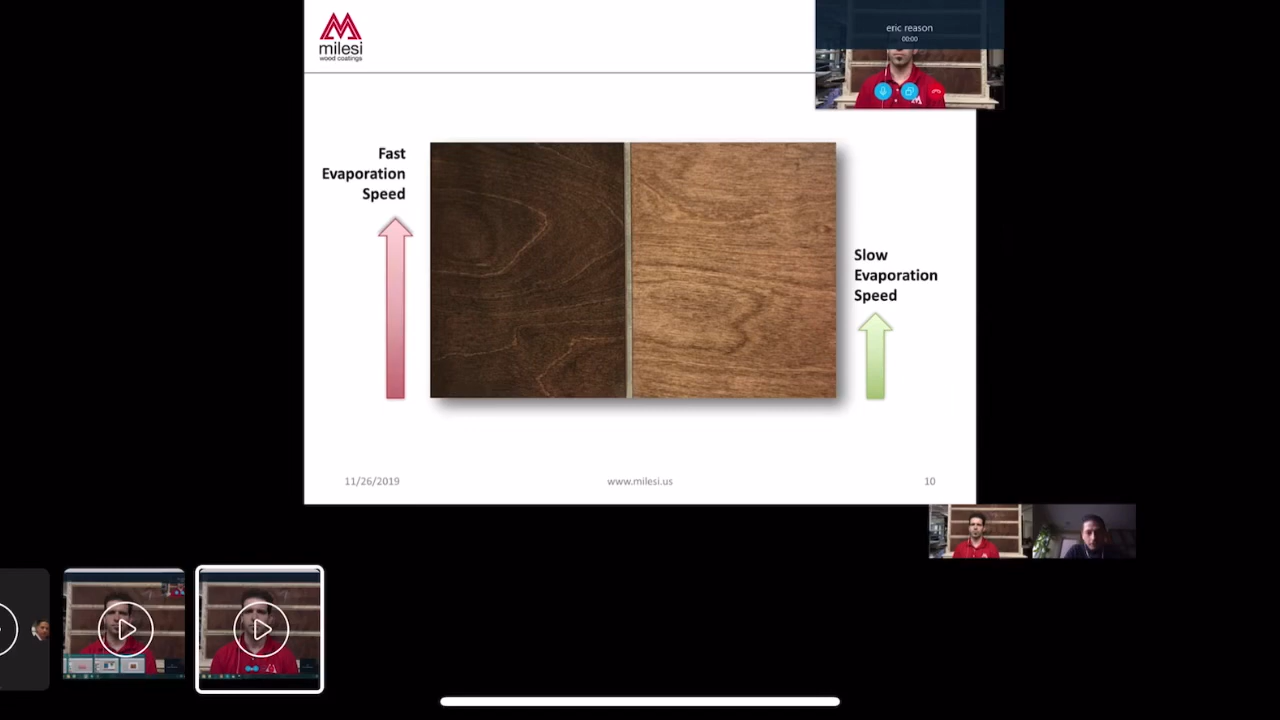 milesi
wood coatings
eric reason
00:00
Fast
Evaporation
Speed
Slow
Evaporation
Speed
11/26/2019
www.milesi.us
10